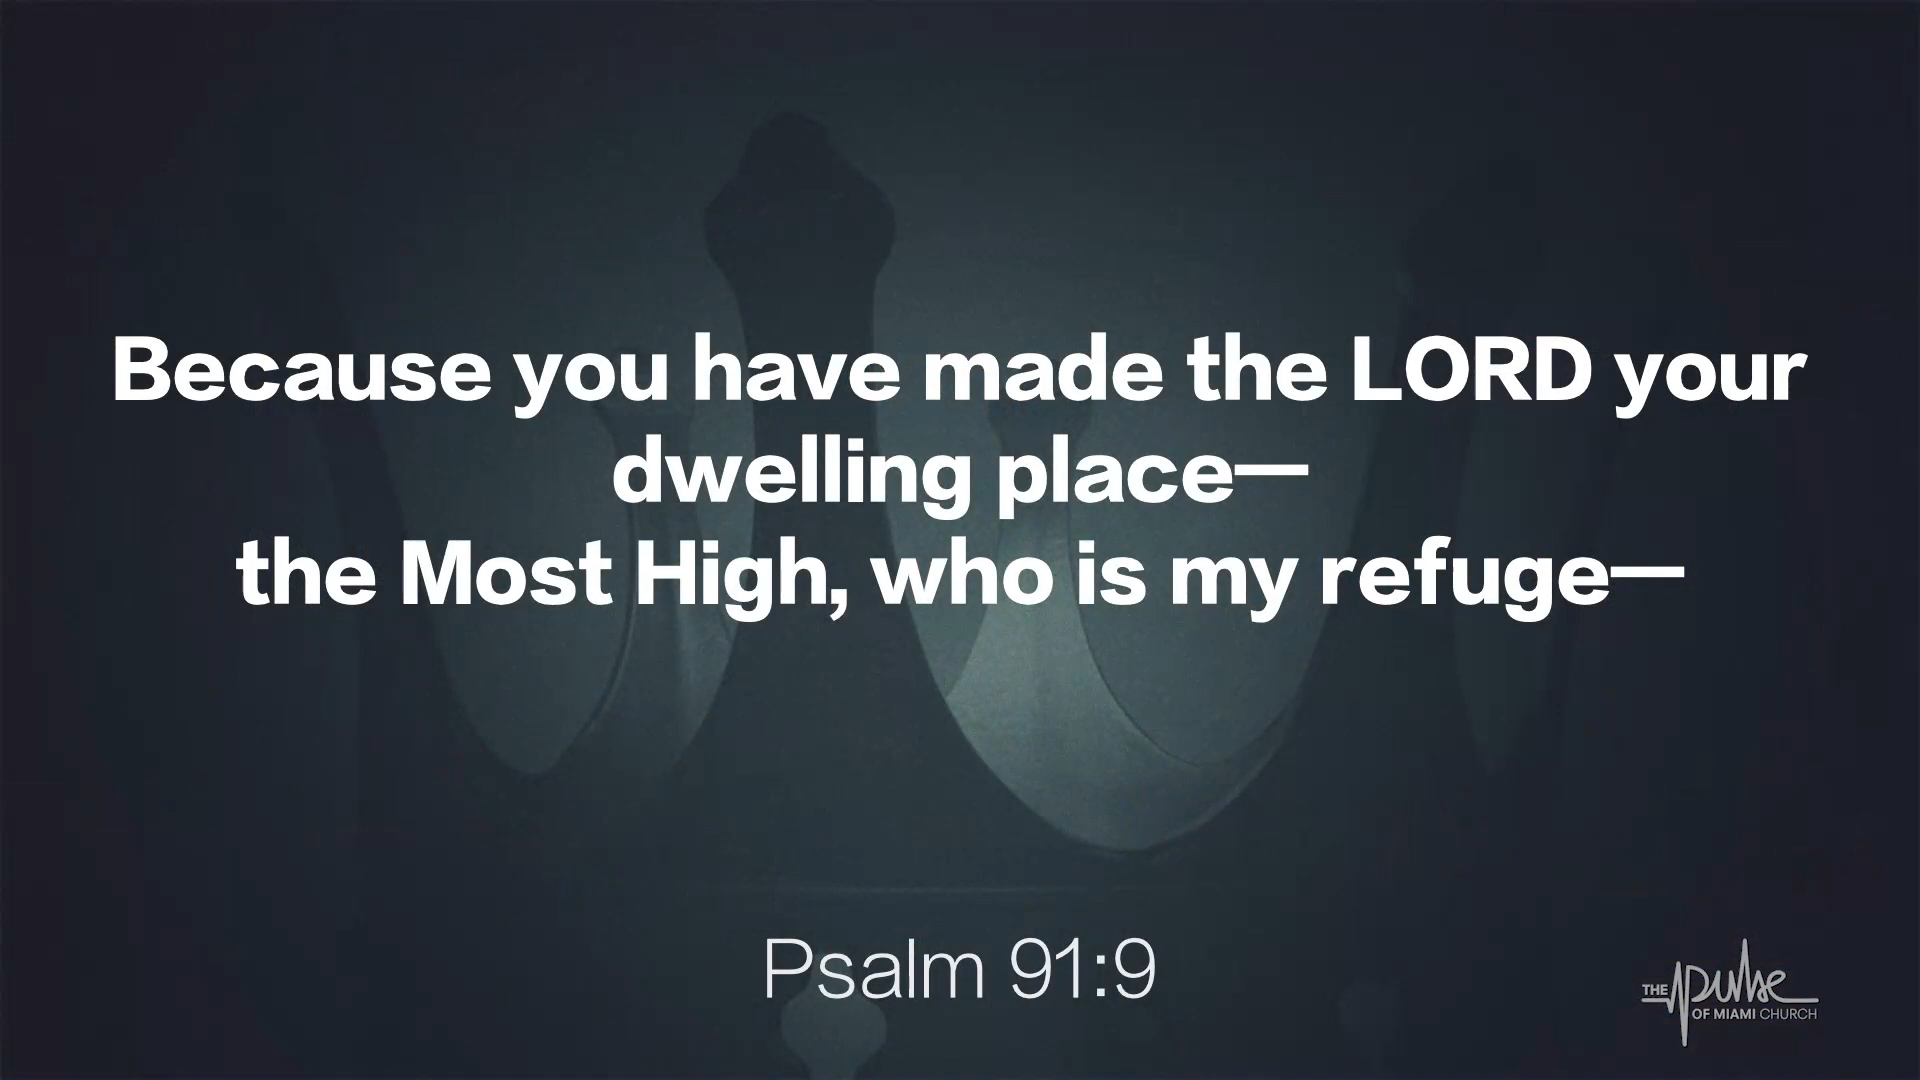 Because you have made the LORD your
dwelling place—
the Most High, who is my refuge—
Psalm 91:9
THE pulse
OF MIAMI CHURCH